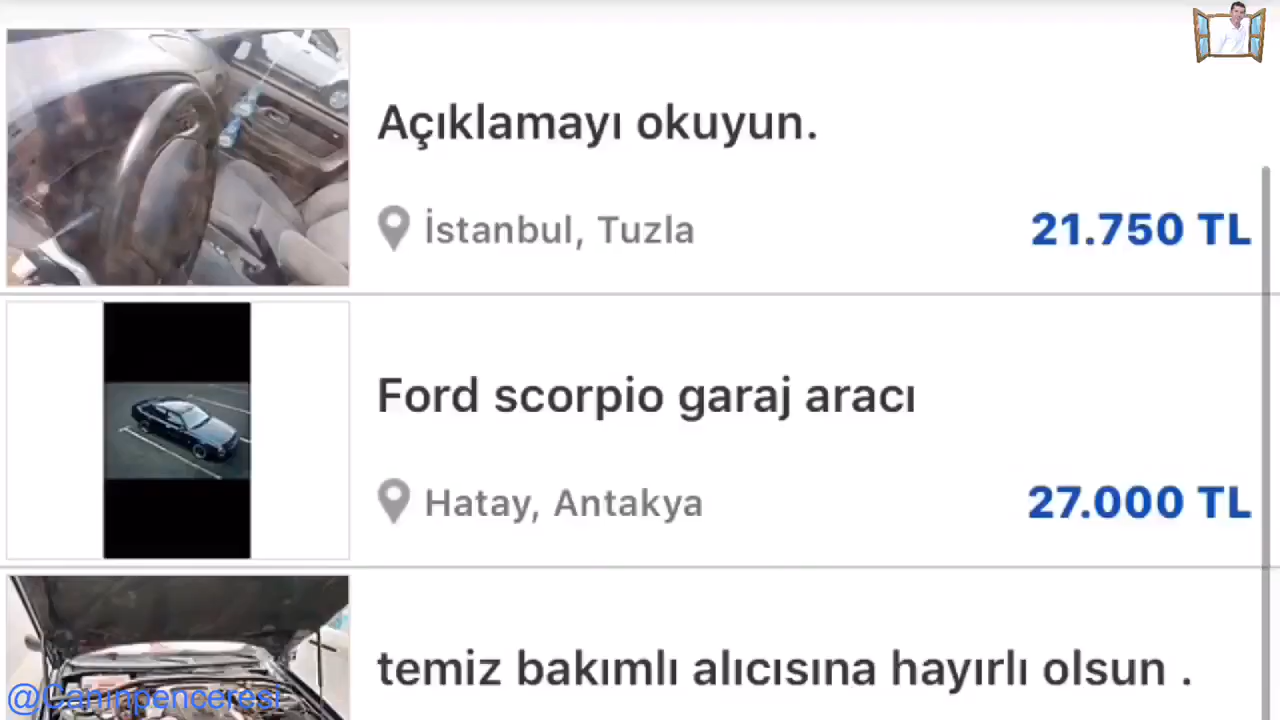 Açıklamayı okuyun.
İstanbul, Tuzla
21.750 TL
Ford scorpio garaj aracı
Hatay, Antakya
27.000 TL
temiz bakımlı alıcısına hayırlı olsun .
@Caninpenceresi